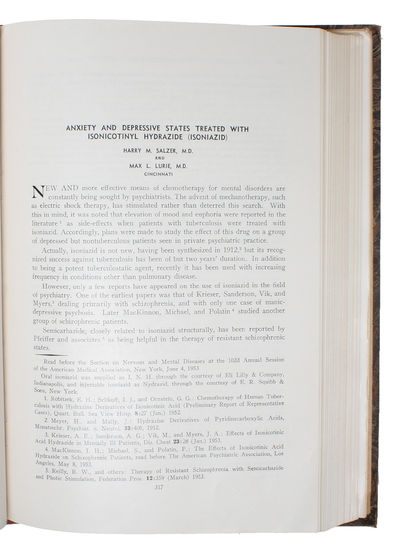 ANXIETY AND DEPRESSIVE STATES TREATED WITH
ISONICOTINYL HYDRAZIDE (ISONIAZID)
HARRY M. SALZER, M.D.
AND
MAX L. LURIE, M.D.
CINCINNATI
NEW AND more effective means of chemotherapy for mental disorders are
constantly being sought by psychiatrists. The advent of mechanotherapy, such
as electric shock therapy, has stimulated rather than deterred this search. With
this in mind, it was noted that elevation of mood and euphoria were reported in the
literature as side-effects when patients with tuberculosis were treated with
isoniazid. Accordingly, plans were made to study the effect of this drug on a group
of depressed but nontuberculous patients seen in private psychiatric practice.
Actually, isoniazid is not new, having been synthesized in 1912, but its recog-
nized success against tuberculosis has been of but two years' duration. In addition
to being a potent tuberculostatic agent, recently it has been used with increasing
frequency in conditions other than pulmonary disease.
However, only a few reports have appeared on the use of isoniazid in the field
of psychiatry. One of the earliest papers was that of Krieser, Sanderson, Vik, and
Myers, dealing primarily with schizophrenia, and with only one case of manic-
depressive psychosis. Later MacKinnon, Michael, and Polatin studied another
group of schizophrenic patients.
Semicarbazide, closely related to isoniazid structurally, has been reported by
Pfeiffer and associates as being helpful in the therapy of resistant schizophrenic
states.
Read before the Section on Nervous and Mental Diseases at the 102d Annual Session
of the American Medical Association, New York, June 4, 1953.
Oral isoniazid was supplied as I. N. H. through the courtesy of Eli Lilly & Company,
Indianapolis, and injectable isoniazid as Nydrazid, through the courtesy of E. R. Squibb &
Sons, New York.
1. Robitzek, E. H.; Selikoff, I. J., and Ornstein, G. G.: Chemotherapy of Human Tuber-
culosis with Hydrazine Derivatives of Isonicotinic Acid (Preliminary Report of Representative
Cases), Quart. Bull. Sea View Hosp. (Jan.) 1952.
2. Meyer, H., and Mally, J.: Hydrazine Derivatives of Pyridinecarboxylic Acids,
Monatschr. 1912.
3. Krieser, A. E.; Sanderson, A. G.; Vik, M., and Myers, J. A.: Effects of Isonicotinic
Acid Hydrazide in Mentally Ill Patients, Dis. Chest 23:28 (Jan.) 1953.
4. MacKinnon, I. H.; Michael, S., and Polatin, P.: The Effects of Isonicotinic Acid
Hydrazide on Schizophrenic Patients, read before The American Psychiatric Association, Los
Angeles, May 8, 1953.
5. Reilly, R. W., and others: Therapy of Resistant Schizophrenia with Semicarbazide
and Photic Stimulation, Federation Proc. 12:359 (March) 1953.
317